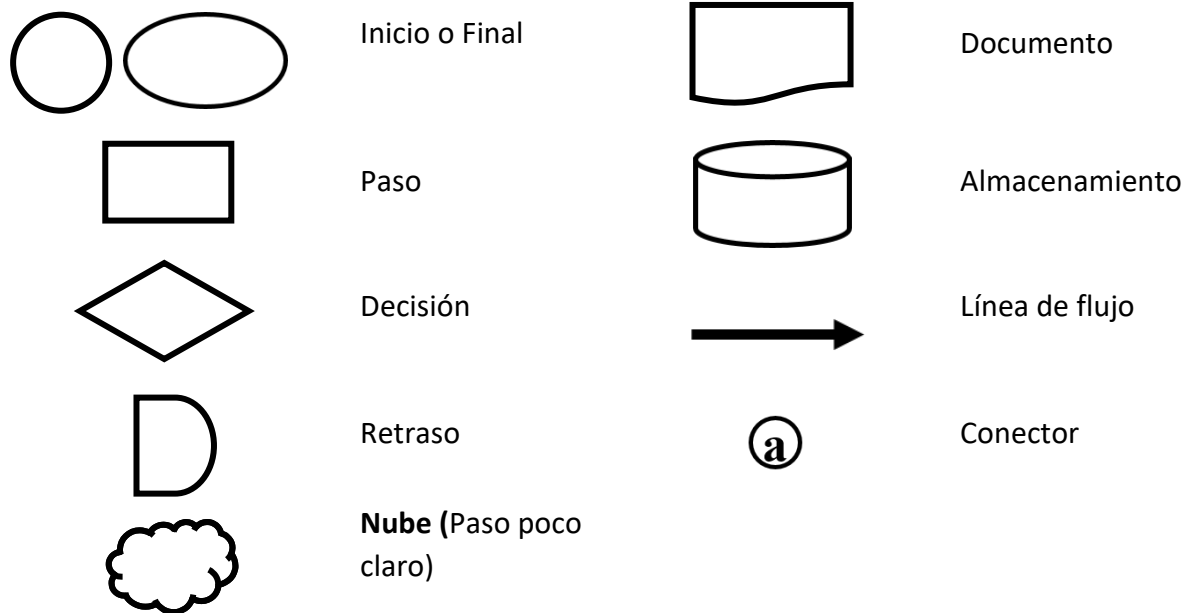 Inicio o Final
Documento
Paso
Almacenamiento
Decisión
Línea de flujo
Retraso
a
Conector
Nube (Paso poco
claro)